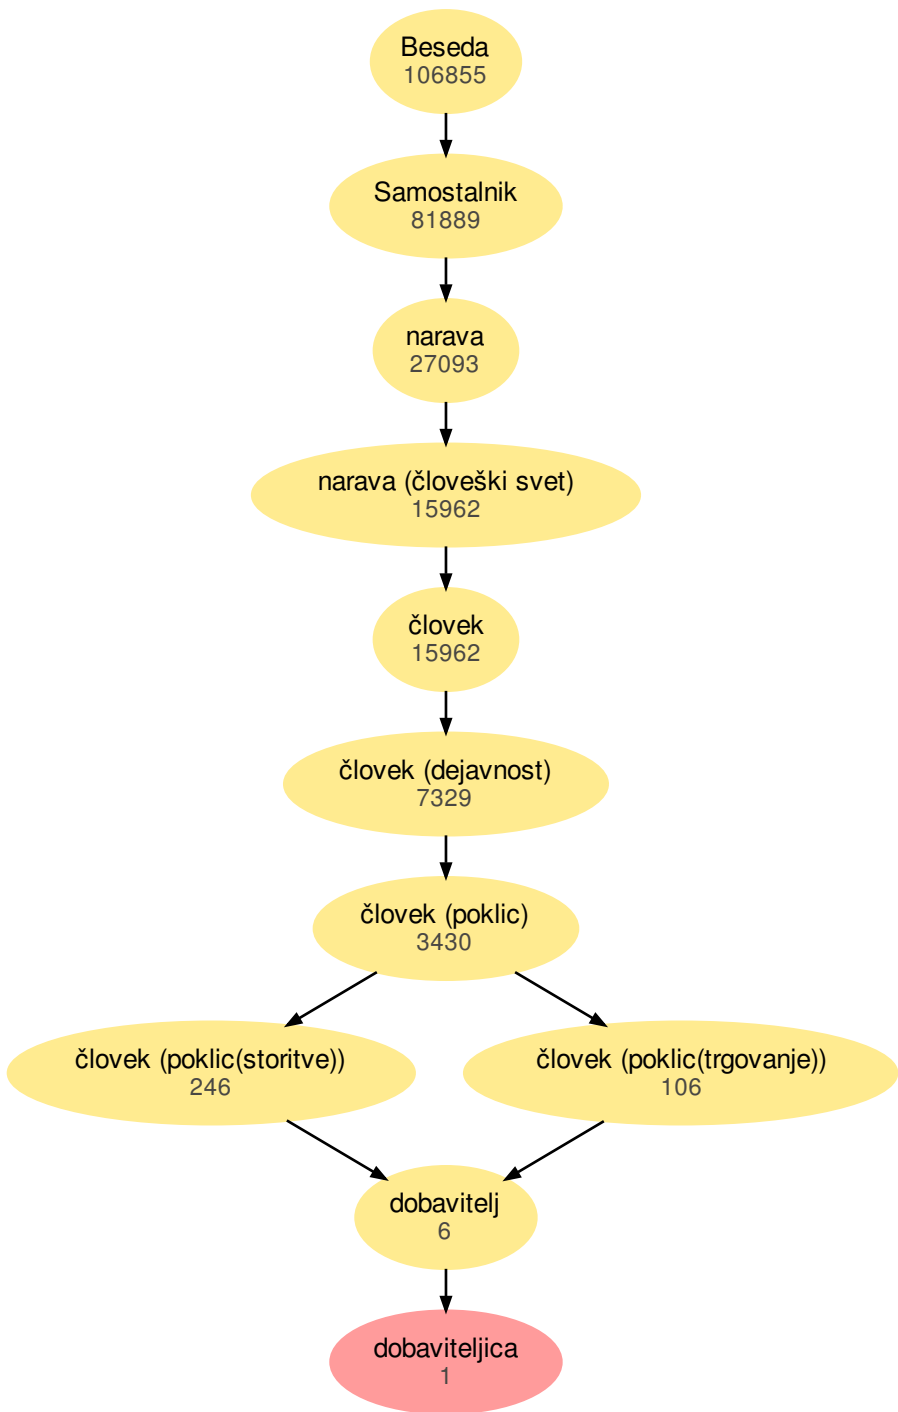 Beseda
106855
Samostalnik
81889
narava
27093
narava (človeški svet)
15962
človek
15962
človek (dejavnost)
7329
človek (poklic)
3430
človek (poklic(storitve))
246
človek (poklic(trgovanje))
106
dobavitelj
6
dobaviteljica
1